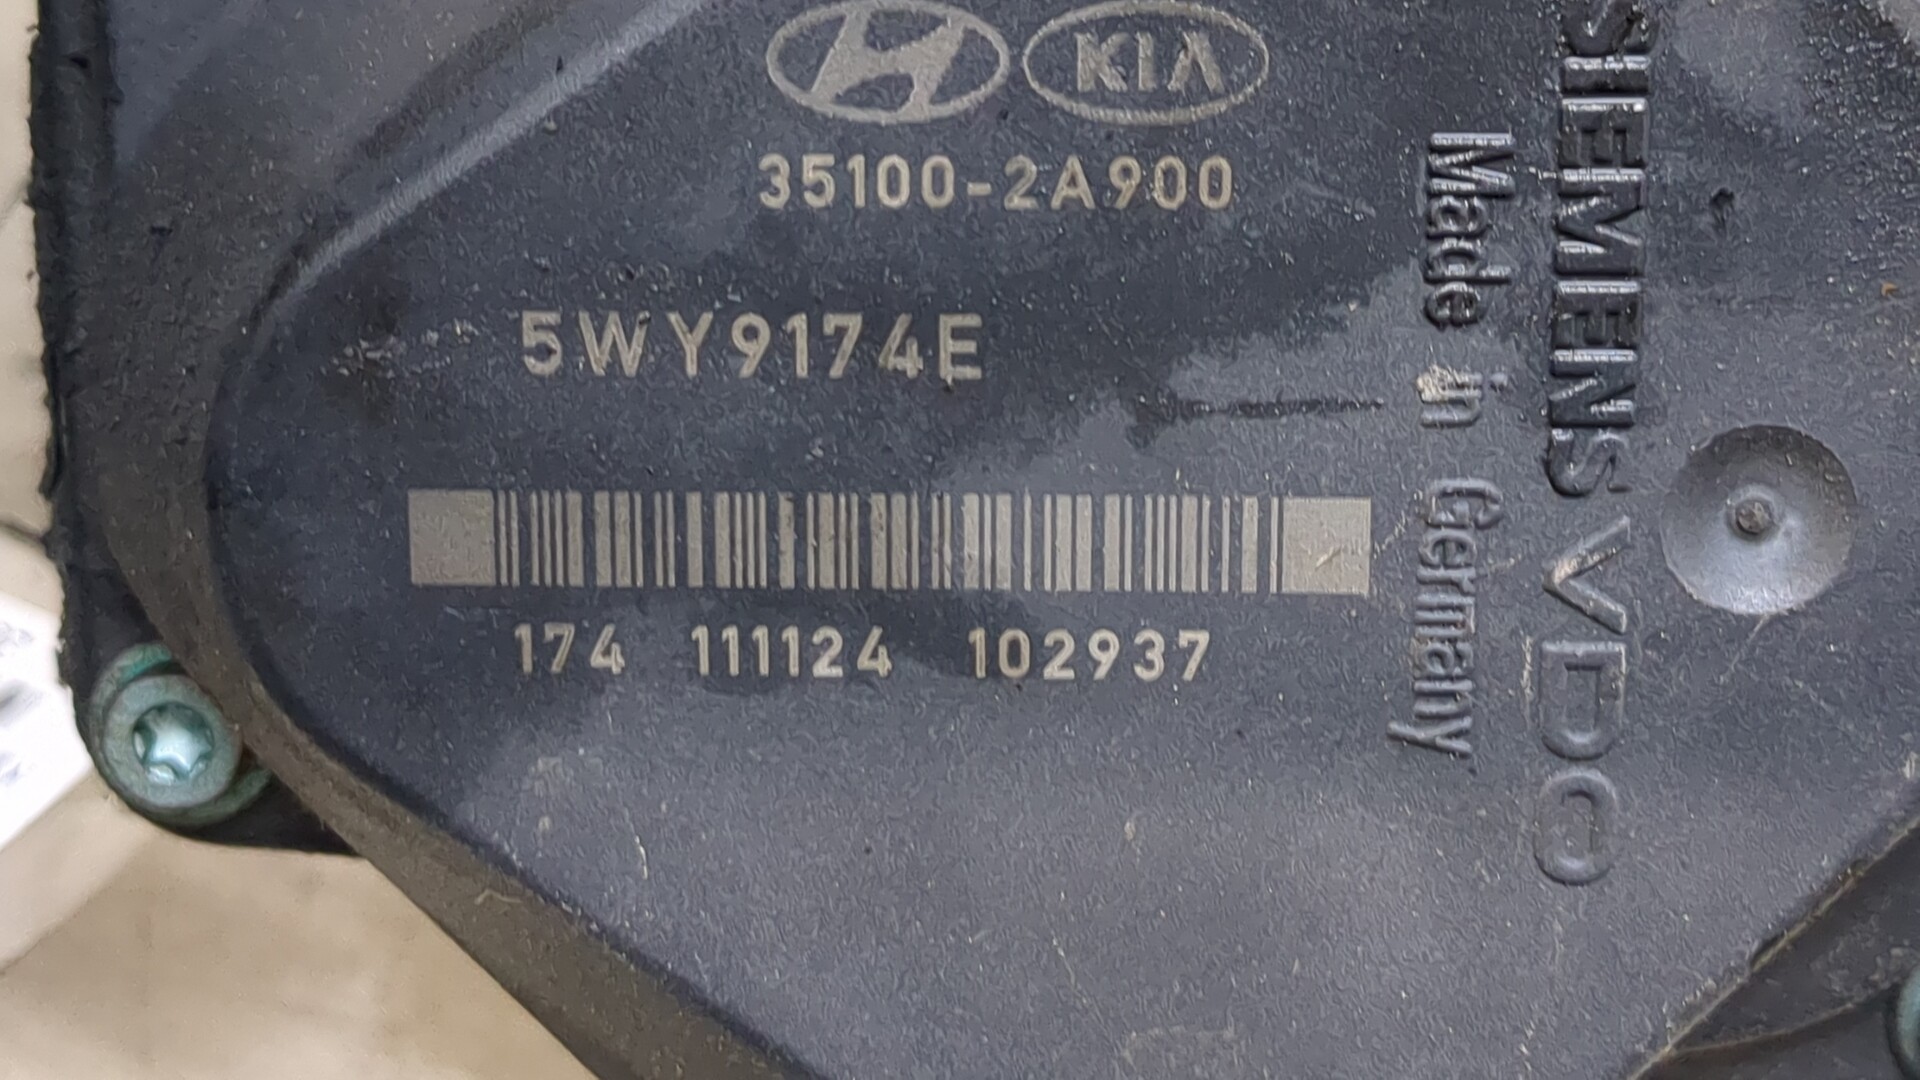 KIA
35100-2A900
5WY9174E
174 111124 102937
SIEMENS VDO
Made in Germany